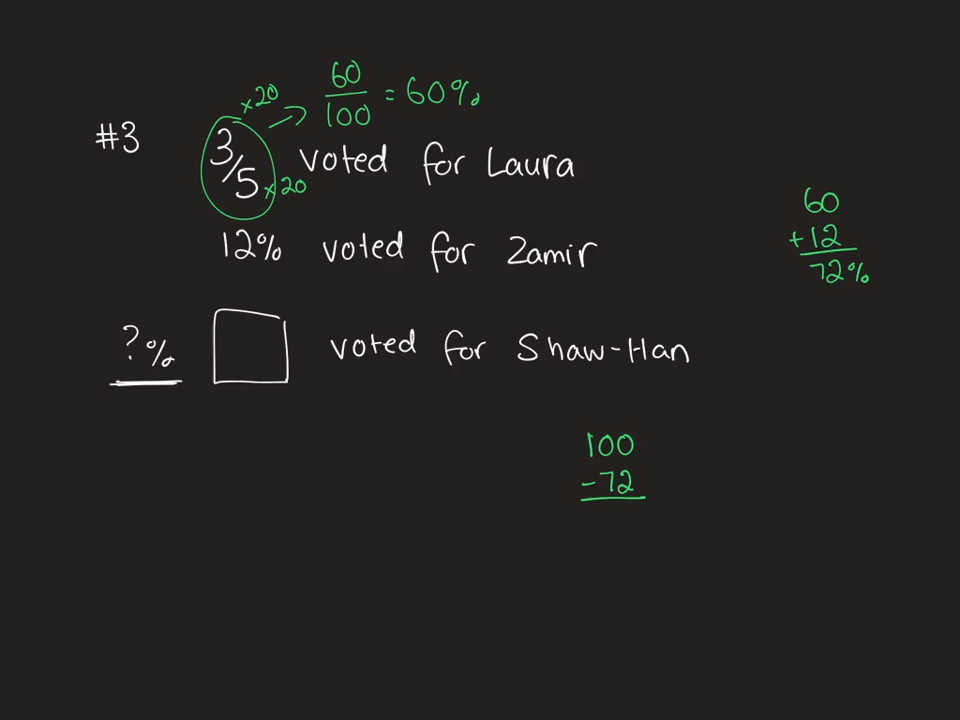 60
×20
100 = 60%
#3
3/5 voted for Laura
×20
12% voted for Zamir
60
+12
72%
?% voted for Shaw-Han
100
-72